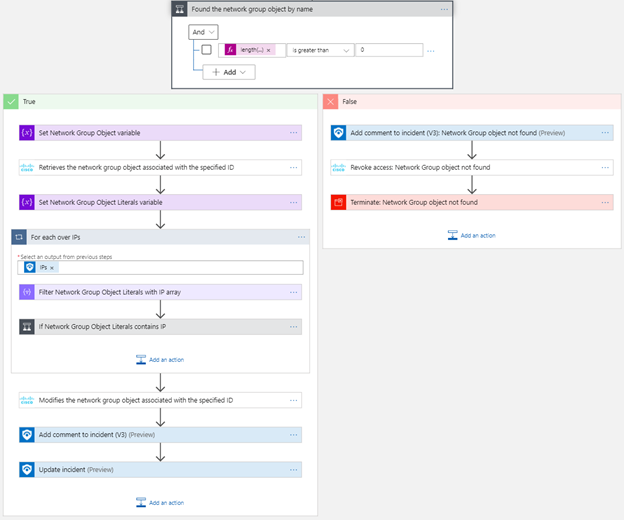 Found the network group object by name
And
length(...) × is greater than 0
Add
True
Set Network Group Object variable
CISCO Retrieves the network group object associated with the specified ID
Set Network Group Object Literals variable
For each over IPs
*Select an output from previous steps
IPs ×
Filter Network Group Object Literals with IP array
If Network Group Object Literals contains IP
Add an action
CISCO Modifies the network group object associated with the specified ID
Add comment to incident (V3) (Preview)
Update incident (Preview)
Add an action
False
Add comment to incident (V3): Network Group object not found (Preview)
CISCO Revoke access: Network Group object not found
Terminate: Network Group object not found
Add an action